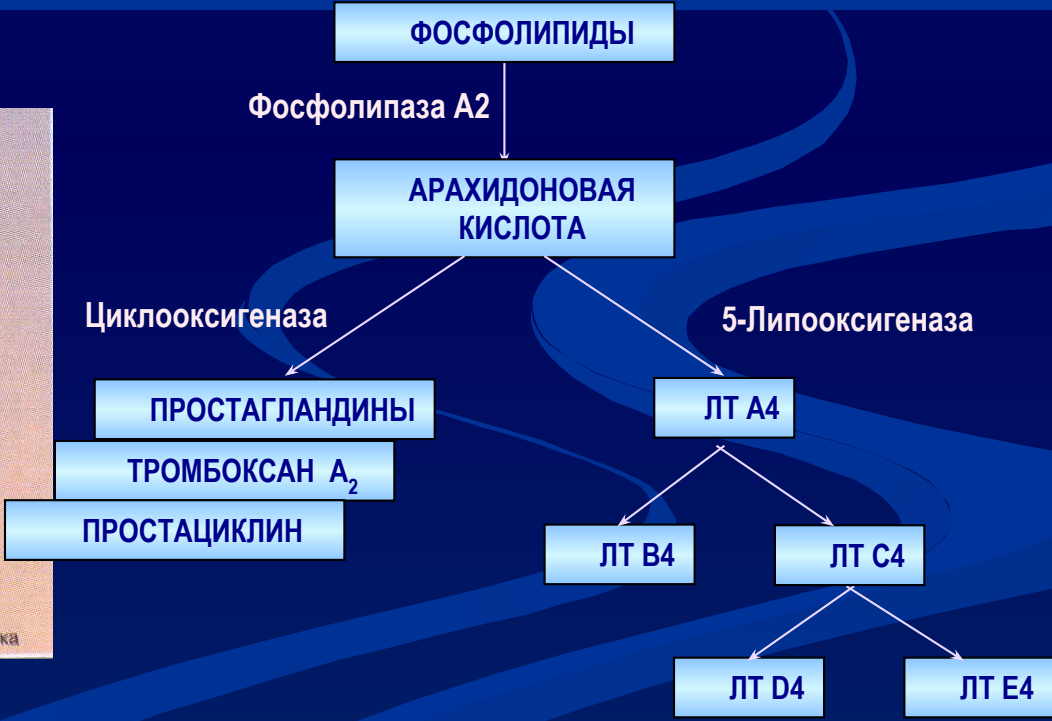 ФОСФОЛИПИДЫ
Фосфолипаза А2
АРАХИДОНОВАЯ
КИСЛОТА
Циклооксигеназа
5-Липооксигеназа
ПРОСТАГЛАНДИНЫ
ЛТ А4
ТРОМБОКСАН А2
ПРОСТАЦИКЛИН
ЛТ В4
ЛТ С4
ка
ЛТ D4
ЛТ Е4